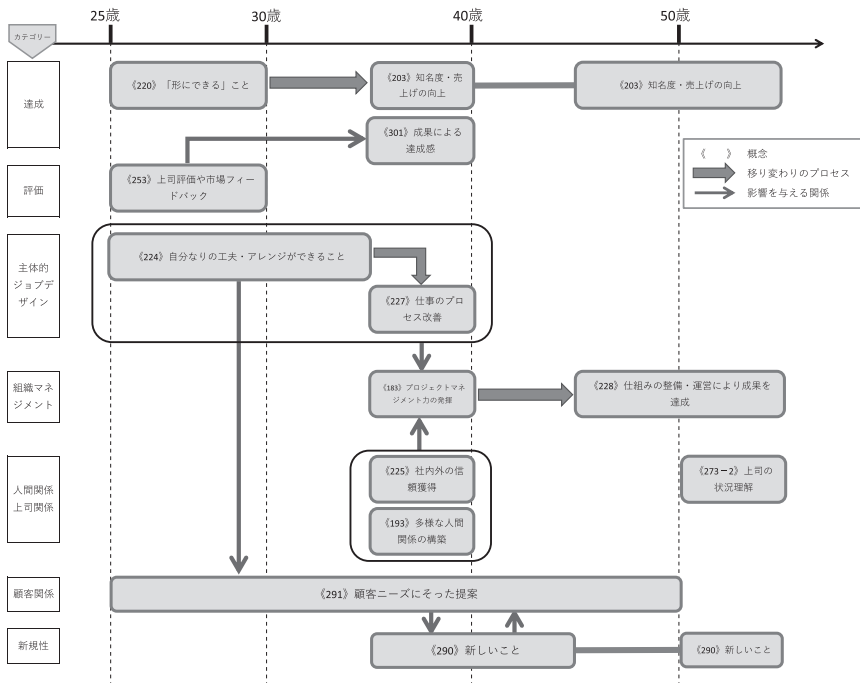 25歳
30歳
40歳
50歳
カテゴリー
達成
《220》「形にできる」こと
《203》知名度・売
上げの向上
《203》知名度・売上げの向上
《301》成果による
達成感
《　　》　概念
移り変わりのプロセス
影響を与える関係
評価
《253》上司評価や市場フィー
ドバック
主体的
ジョブデ
ザイン
《224》自分なりの工夫・アレンジができること
《227》仕事のプロ
セス改善
組織マネ
ジメント
《183》プロジェクトマネ
ジメント力の発揮
《228》仕組みの整備・運営により成果を
達成
人間関係
上司関係
《225》社内外の信
頼獲得
《193》多様な人間
関係の構築
《273－2》上司の
状況理解
顧客関係
《291》顧客ニーズにそった提案
新規性
《290》新しいこと
《290》新しいこと